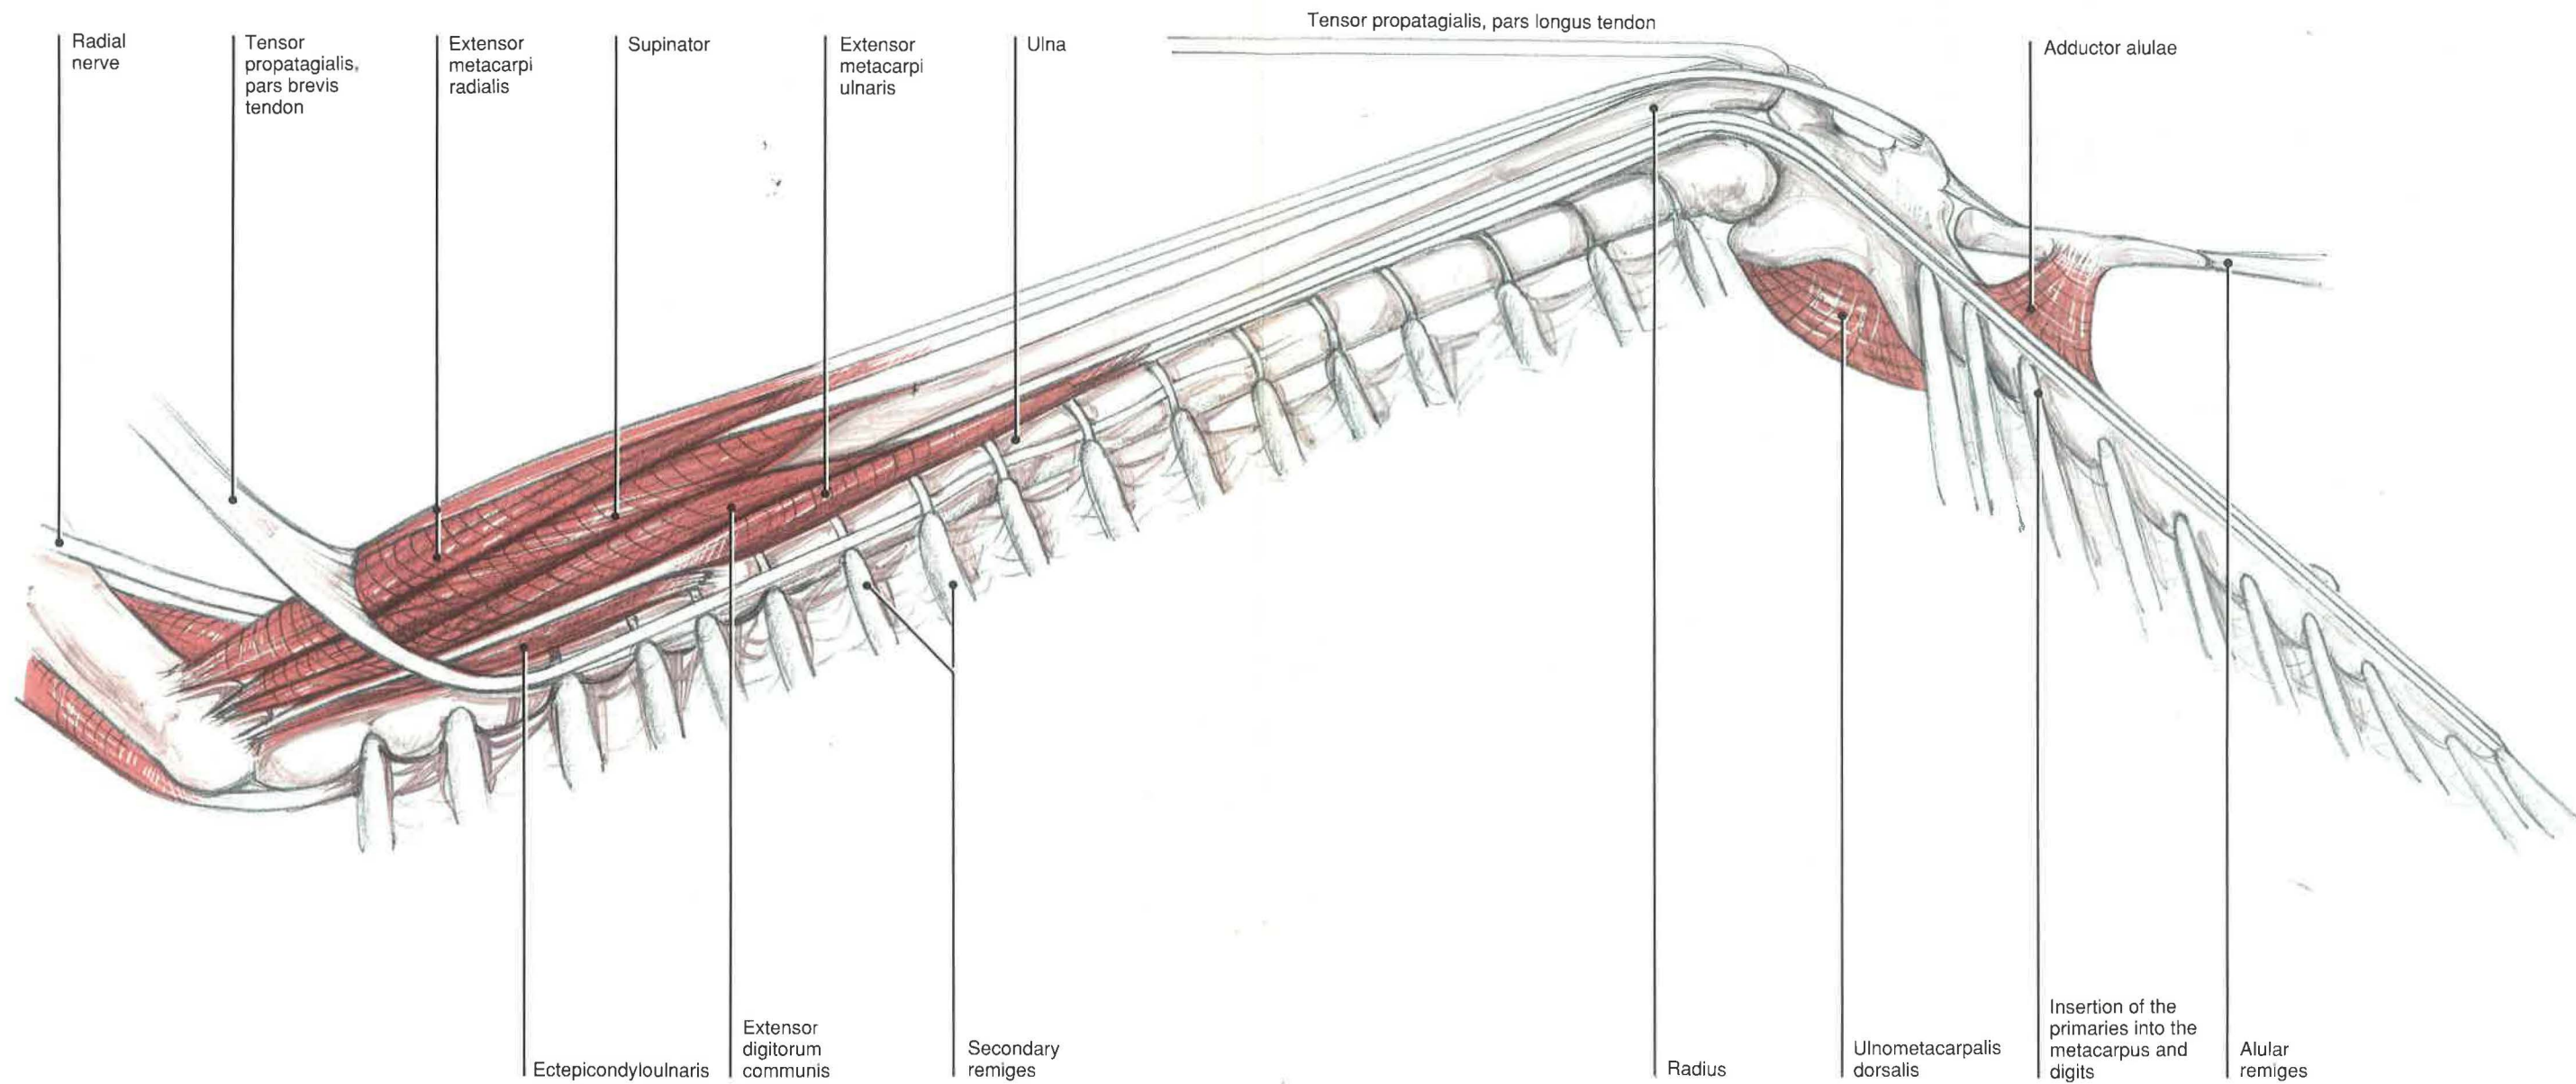 Tensor propatagialis, pars longus tendon
Radial
nerve
Tensor
propatagialis,
pars brevis
tendon
Extensor
metacarpi
radialis
Supinator
Extensor
metacarpi
ulnaris
Ulna
Adductor alulae
Ectepicondyloulnaris
Extensor
digitorum
communis
Secondary
remiges
Radius
Ulnometacarpalis
dorsalis
Insertion of the
primaries into the
metacarpus and
digits
Alular
remiges